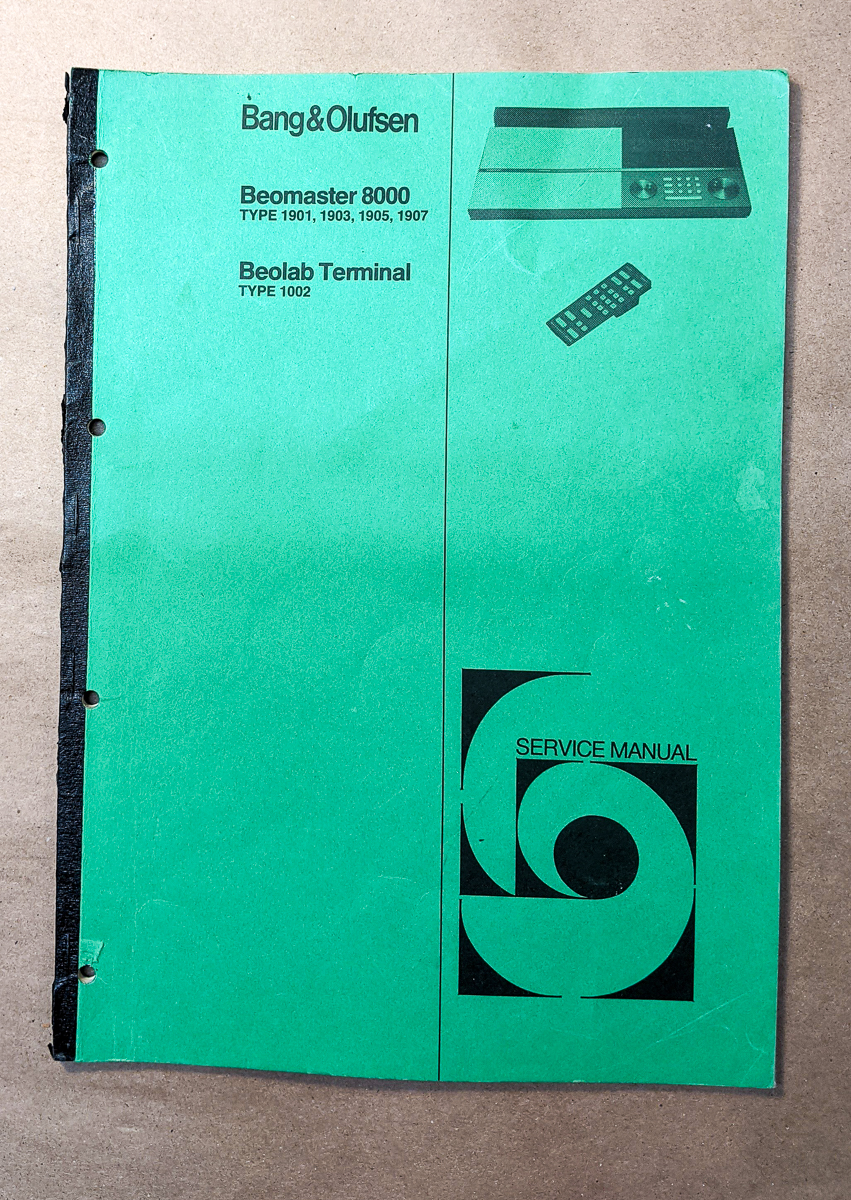 Bang&Olufsen
Beomaster 8000
TYPE 1901, 1903, 1905, 1907
Beolab Terminal
TYPE 1002
SERVICE MANUAL